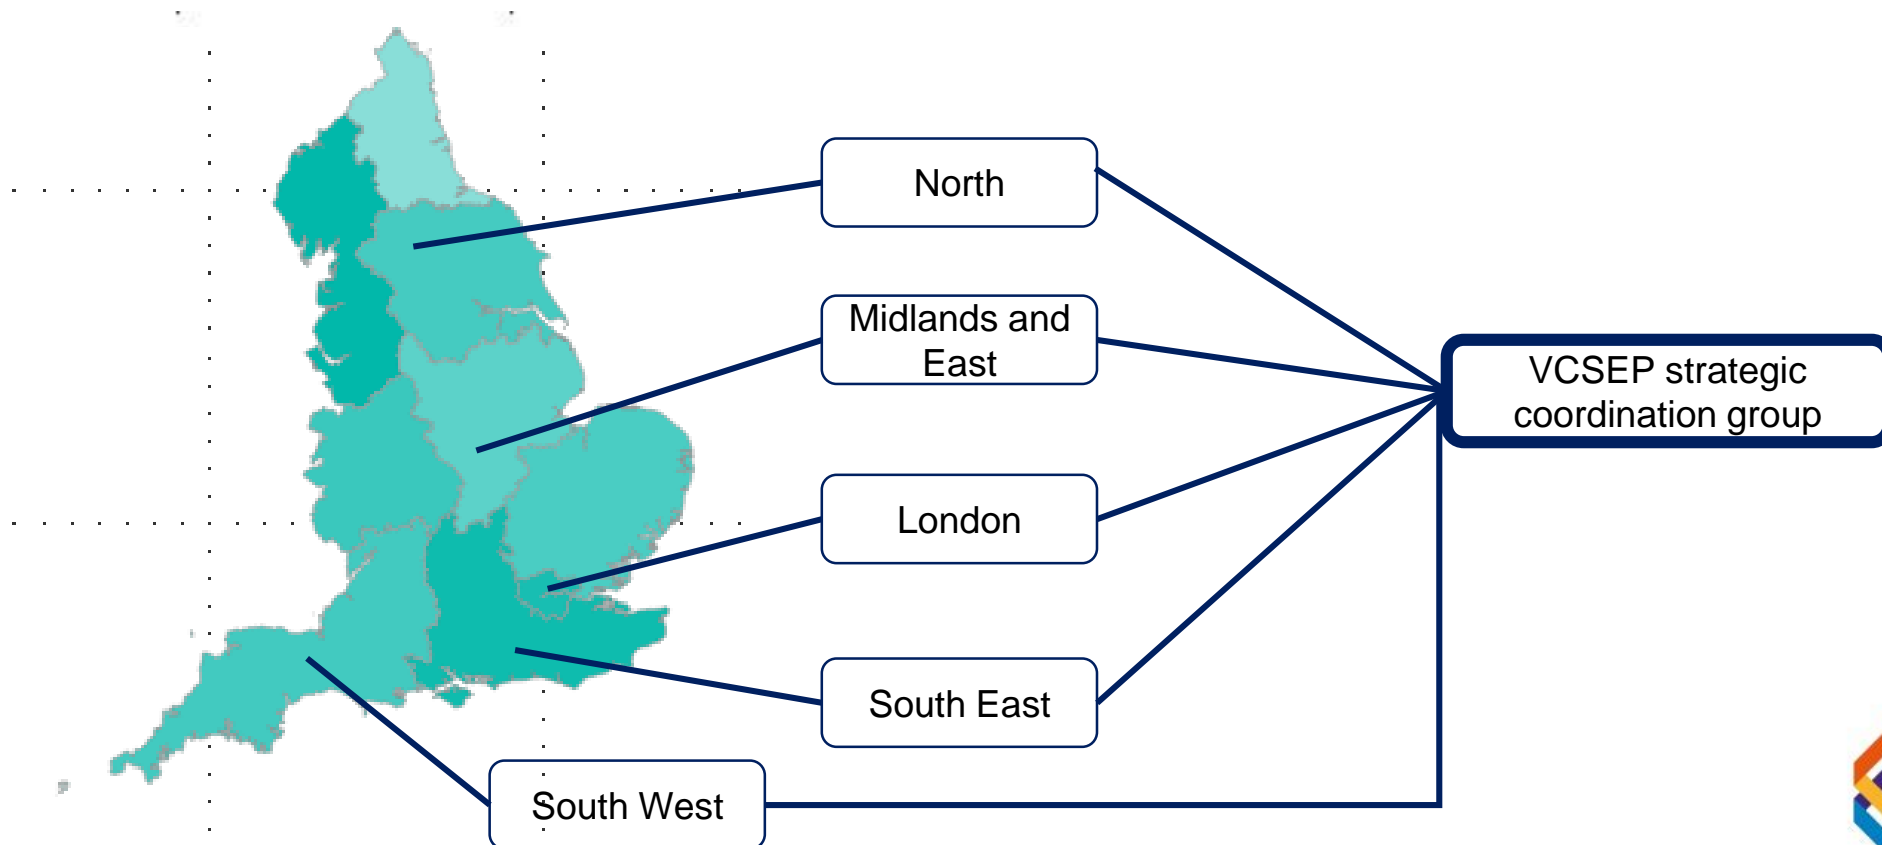 North
Midlands and
East
VCSEP strategic
coordination group
London
South East
South West